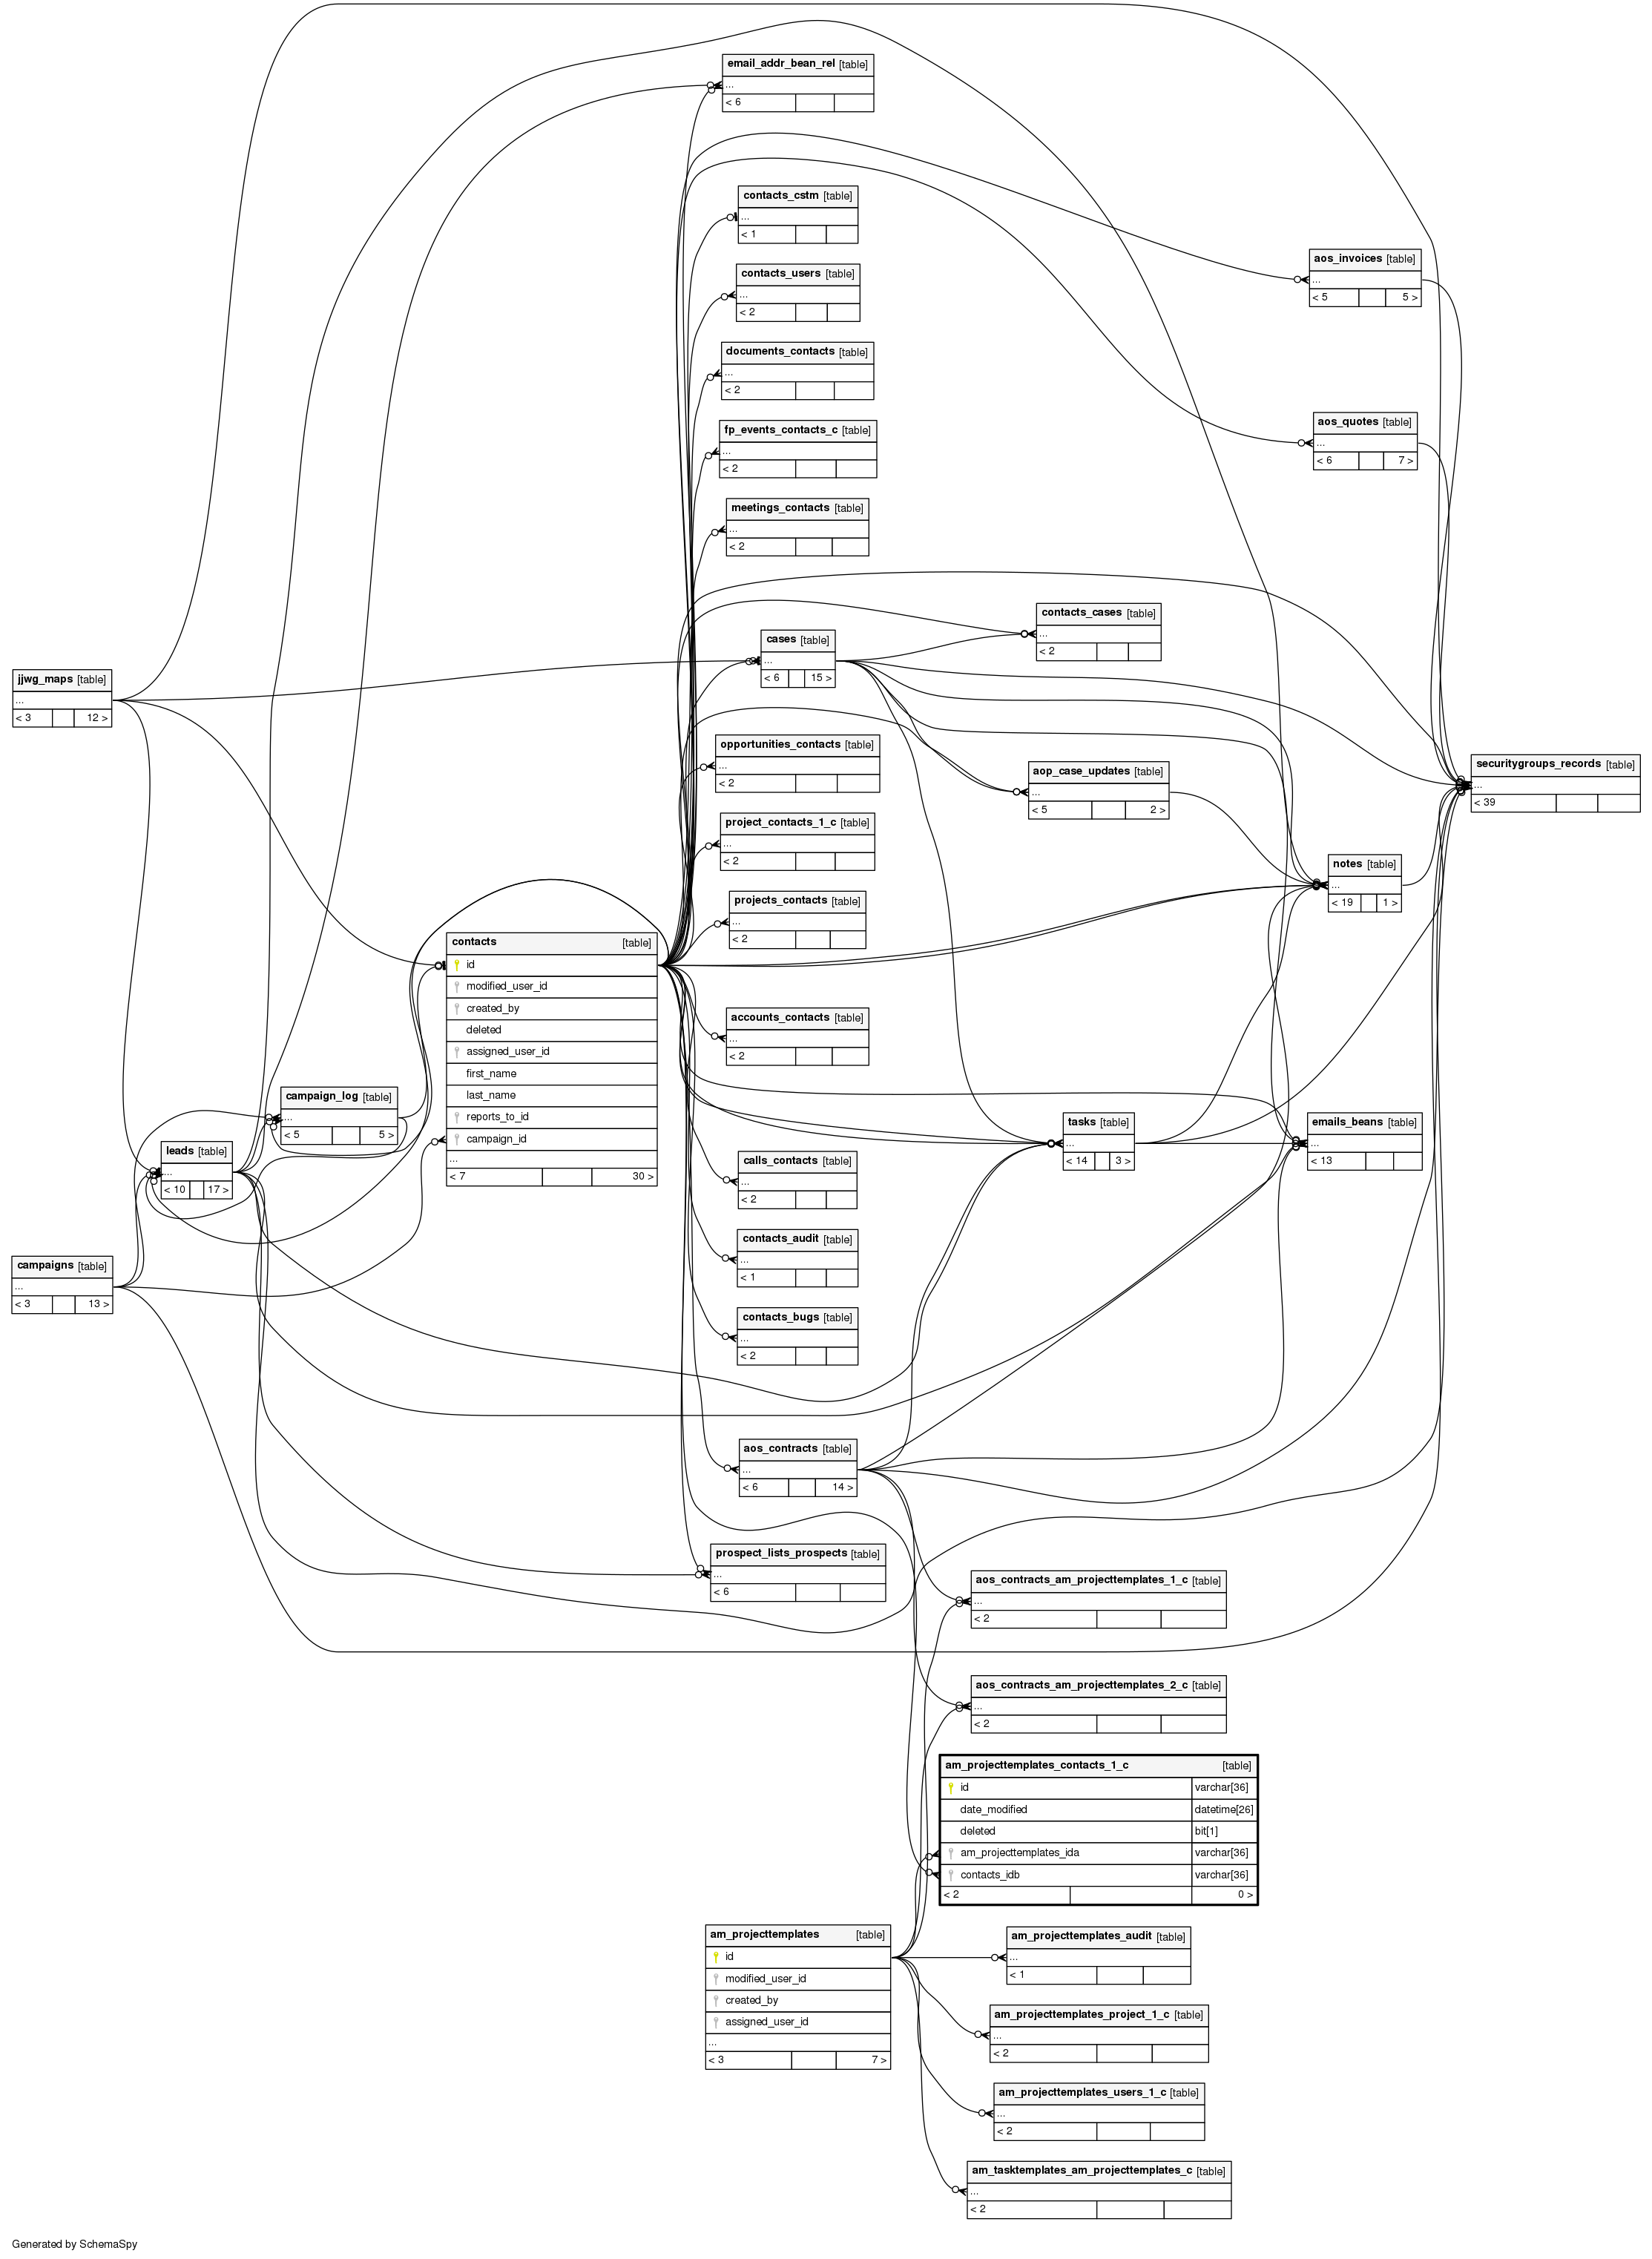 email_addr_bean_rel [table]
...
< 6
contacts_cstm [table]
...
< 1
contacts_users [table]
...
< 2
documents_contacts [table]
...
< 2
fp_events_contacts_c [table]
...
< 2
meetings_contacts [table]
...
< 2
aos_invoices [table]
...
< 5 5 >
aos_quotes [table]
...
< 6 7 >
contacts_cases [table]
...
< 2
cases [table]
...
< 6 15 >
jjwg_maps [table]
...
< 3 12 >
opportunities_contacts [table]
...
< 2
aop_case_updates [table]
...
< 5 2 >
securitygroups_records [table]
...
< 39
project_contacts_1_c [table]
...
< 2
notes [table]
...
< 19 1 >
projects_contacts [table]
...
< 2
contacts [table]
id
modified_user_id
created_by
deleted
assigned_user_id
first_name
last_name
reports_to_id
campaign_id
...
< 7 30 >
accounts_contacts [table]
...
< 2
campaign_log [table]
...
< 5 5 >
leads [table]
...
< 10 17 >
tasks [table]
...
< 14 3 >
emails_beans [table]
...
< 13
calls_contacts [table]
...
< 2
contacts_audit [table]
...
< 1
campaigns [table]
...
< 3 13 >
contacts_bugs [table]
...
< 2
aos_contracts [table]
...
< 6 14 >
prospect_lists_prospects [table]
...
< 6
aos_contracts_am_projecttemplates_1_c [table]
...
< 2
aos_contracts_am_projecttemplates_2_c [table]
...
< 2
am_projecttemplates_contacts_1_c [table]
id varchar[36]
date_modified datetime[26]
deleted bit[1]
am_projecttemplates_ida varchar[36]
contacts_idb varchar[36]
< 2 0 >
am_projecttemplates [table]
id
modified_user_id
created_by
assigned_user_id
...
< 3 7 >
am_projecttemplates_audit [table]
...
< 1
am_projecttemplates_project_1_c [table]
...
< 2
am_projecttemplates_users_1_c [table]
...
< 2
am_tasktemplates_am_projecttemplates_c [table]
...
< 2
Generated by SchemaSpy